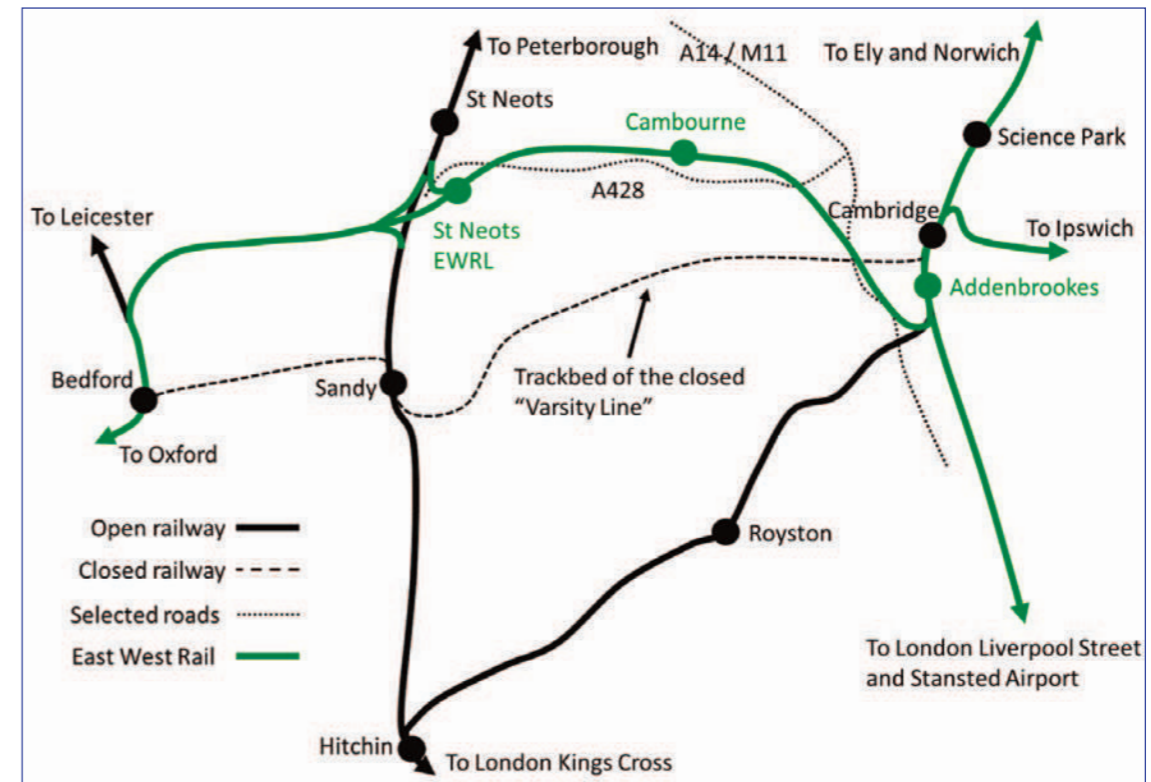 To Peterborough
A14 / M11
To Ely and Norwich
St Neots
Cambourne
Science Park
A428
To Leicester
Cambridge
St Neots
EWRL
To Ipswich
Addenbrookes
Bedford
Sandy
Trackbed of the closed
“Varsity Line”
To Oxford
Open railway
Closed railway
Selected roads
East West Rail
Royston
To London Liverpool Street
and Stansted Airport
Hitchin
To London Kings Cross